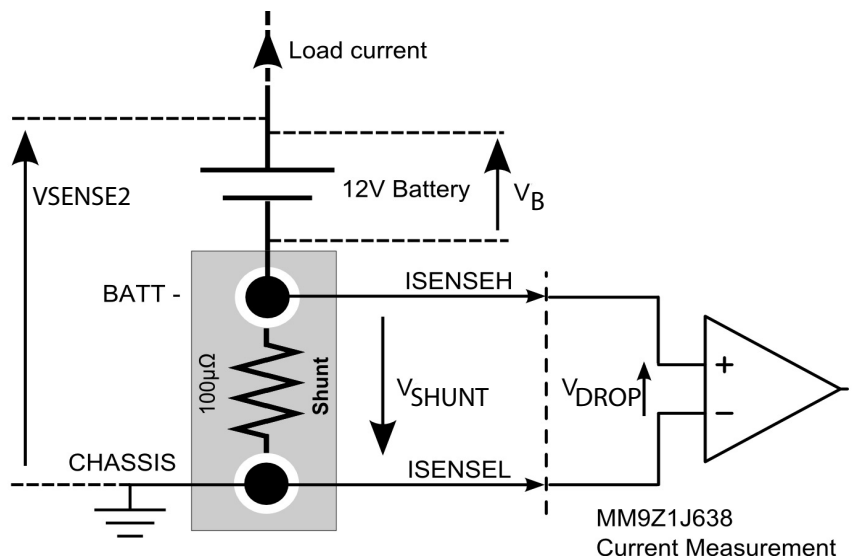 Load current
VSENSE2
12V Battery
VB
BATT -
ISENSEH
100µΩ
Shunt
VSHUNT
VDROP
+
−
CHASSIS
ISENSEL
MM9Z1J638
Current Measurement